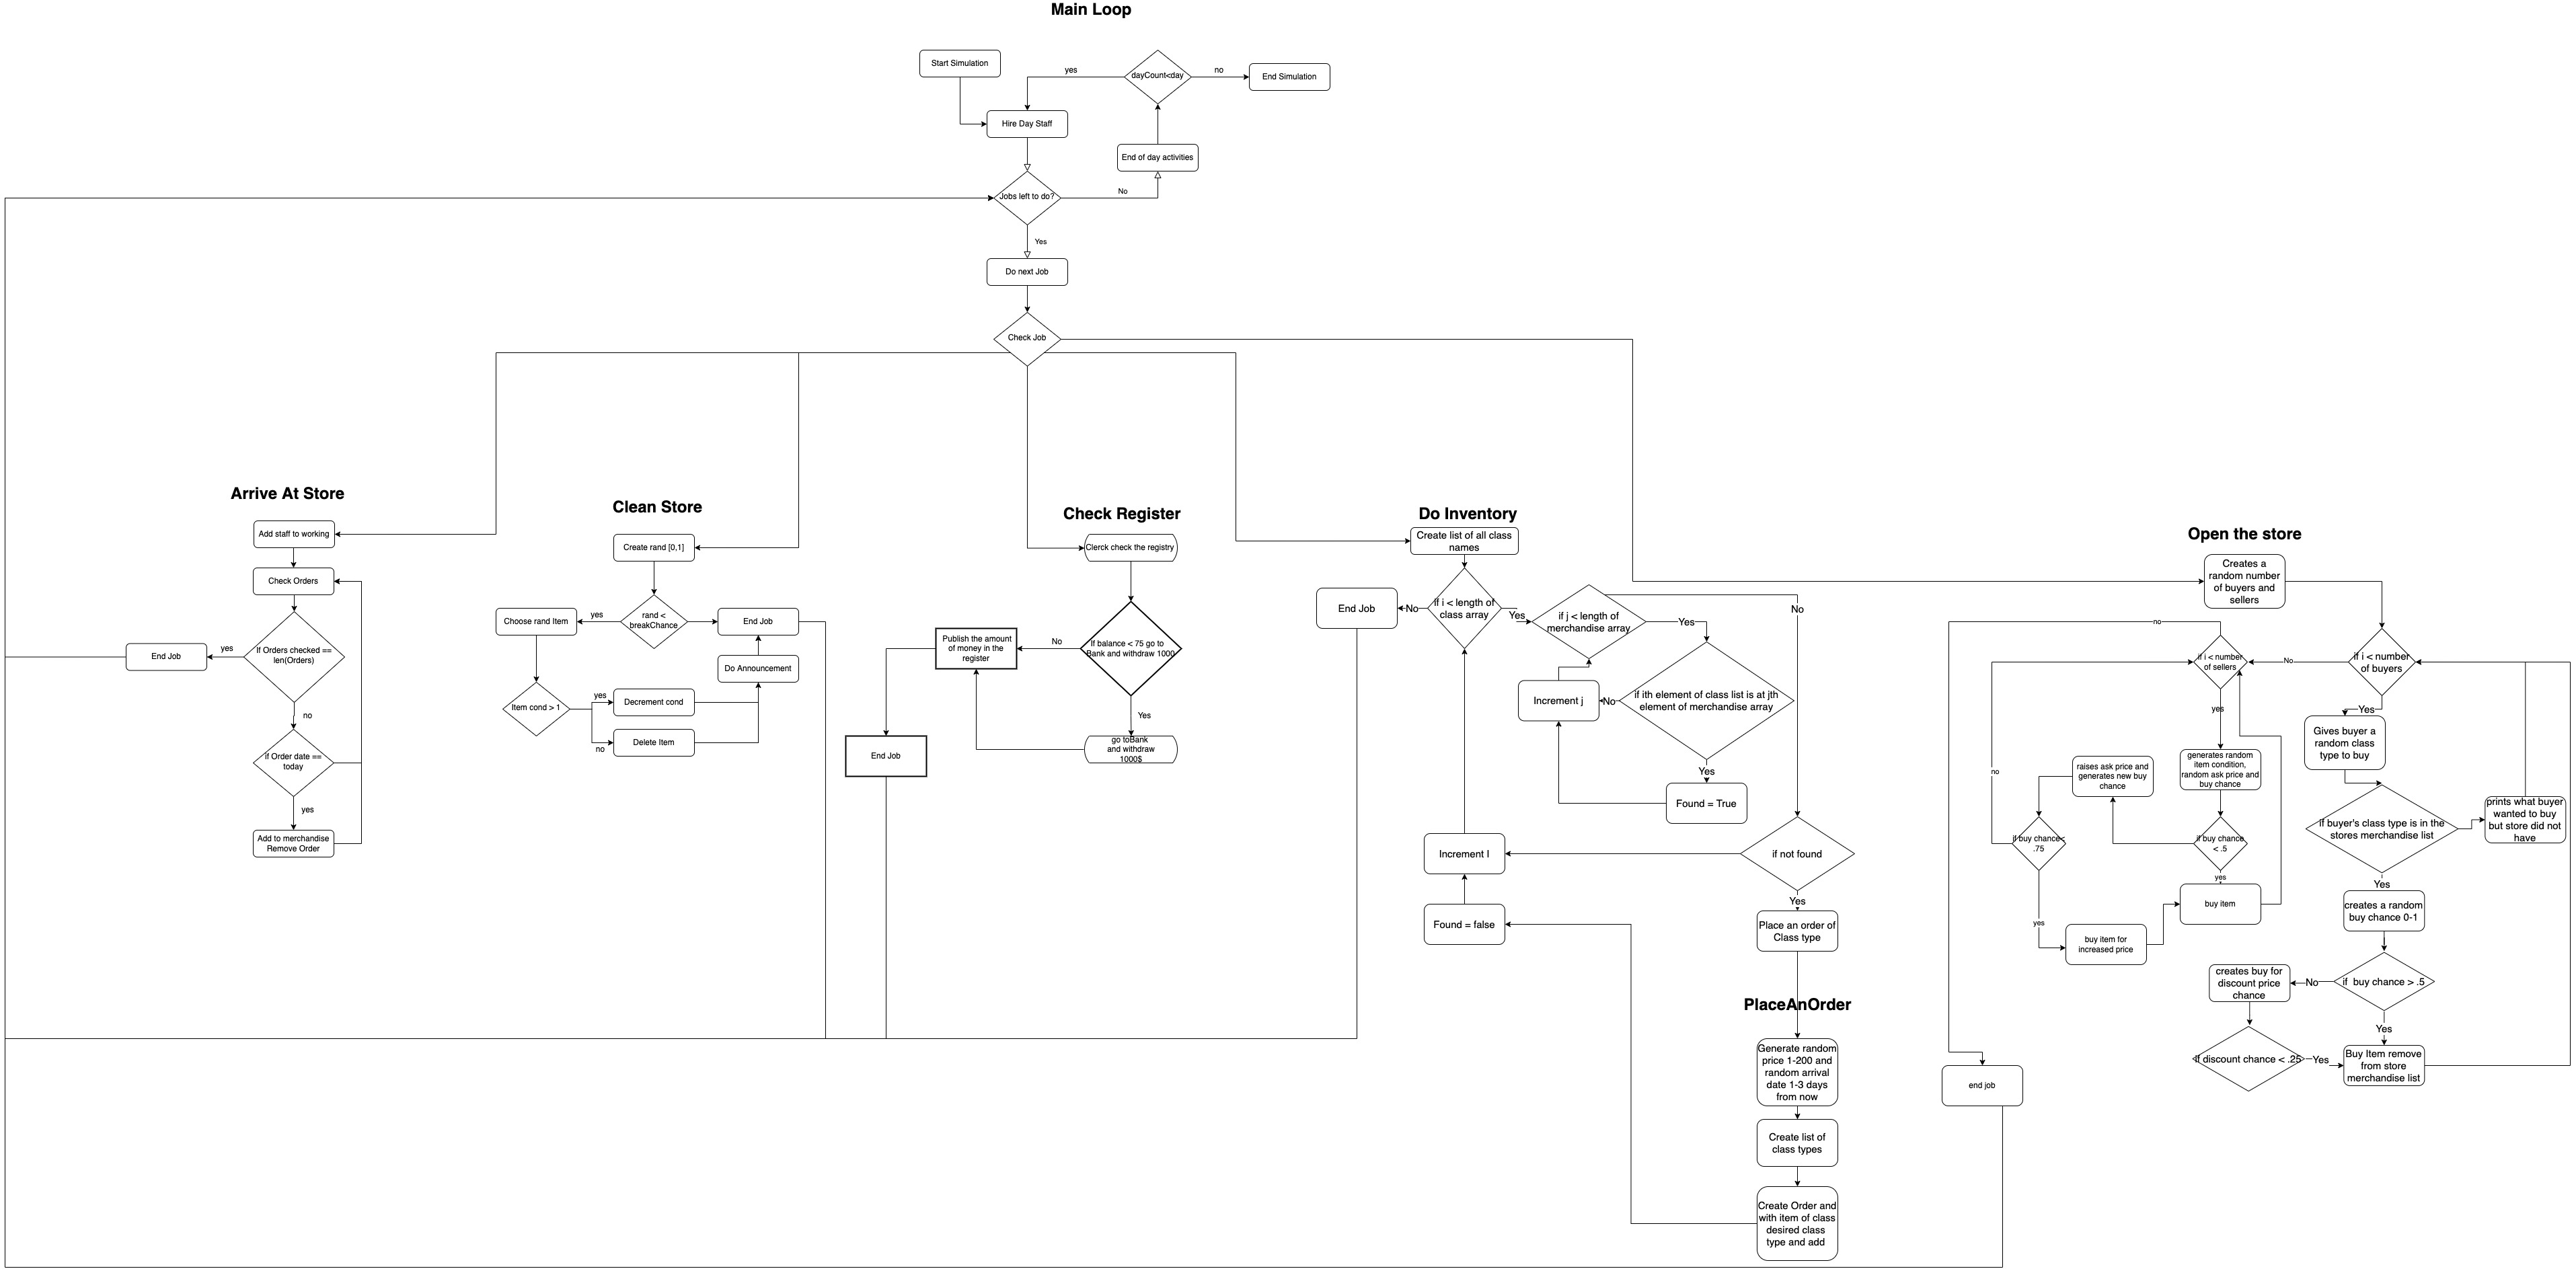 Main Loop
Start Simulation
dayCount<day
yes
no
End Simulation
Hire Day Staff
End of day activities
Jobs left to do?
No
Yes
Do next Job
Check Job
Arrive At Store
Add staff to working
Check Orders
If Orders checked ==
len(Orders)
yes
End Job
no
If Order date ==
today
yes
Add to merchandise
Remove Order
Clean Store
Create rand [0,1]
rand <
breakChance
yes
Choose rand Item
End Job
Do Announcement
Item cond > 1
yes
Decrement cond
no
Delete Item
Check Register
Clerck check the registry
If balance < 75 go to
Bank and withdraw 1000
No
Publish the amount
of money in the
register
Yes
go toBank
and withdraw
1000$
End Job
Do Inventory
Create list of all class
names
if i < length of
class array
No
End Job
Yes
if j < length of
merchandise array
No
Yes
if ith element of class list is at jth
element of merchandise array
No
Increment j
Yes
Found = True
if not found
Increment I
Found = false
Yes
Place an order of
Class type
PlaceAnOrder
Generate random
price 1-200 and
random arrival
date 1-3 days
from now
Create list of
class types
Create Order and
with item of class
desired class
type and add
Open the store
Creates a
random number
of buyers and
sellers
no
if i < number
of sellers
No
if i < number
of buyers
yes
Yes
Gives buyer a
random class
type to buy
generates random
item condition,
random ask price and
buy chance
raises ask price and
generates new buy
chance
no
if buy chance<
.75
if buy chance
< .5
yes
buy item
yes
buy item for
increased price
if buyer's class type is in the
stores merchandise list
prints what buyer
wanted to buy
but store did not
have
Yes
creates a random
buy chance 0-1
if  buy chance > .5
No
creates buy for
discount price
chance
Yes
If discount chance < .25
Yes
Buy Item remove
from store
merchandise list
end job